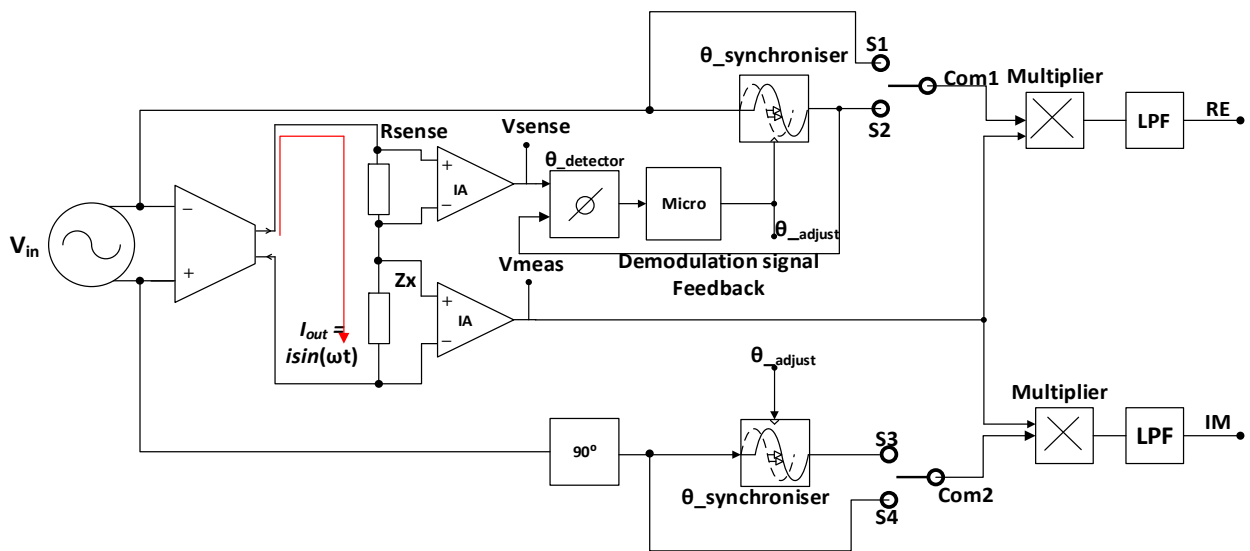 S1
θ_synchroniser
Com1
Multiplier
Rsense
Vsense
S2
LPF
RE
θ_detector
IA
Micro
Vin
θ_adjust
Vmeas
Demodulation signal
Feedback
Zx
IA
Iout =
isin(ωt)
θ_adjust
Multiplier
S3
IM
LPF
90º
Com2
θ_synchroniser
S4